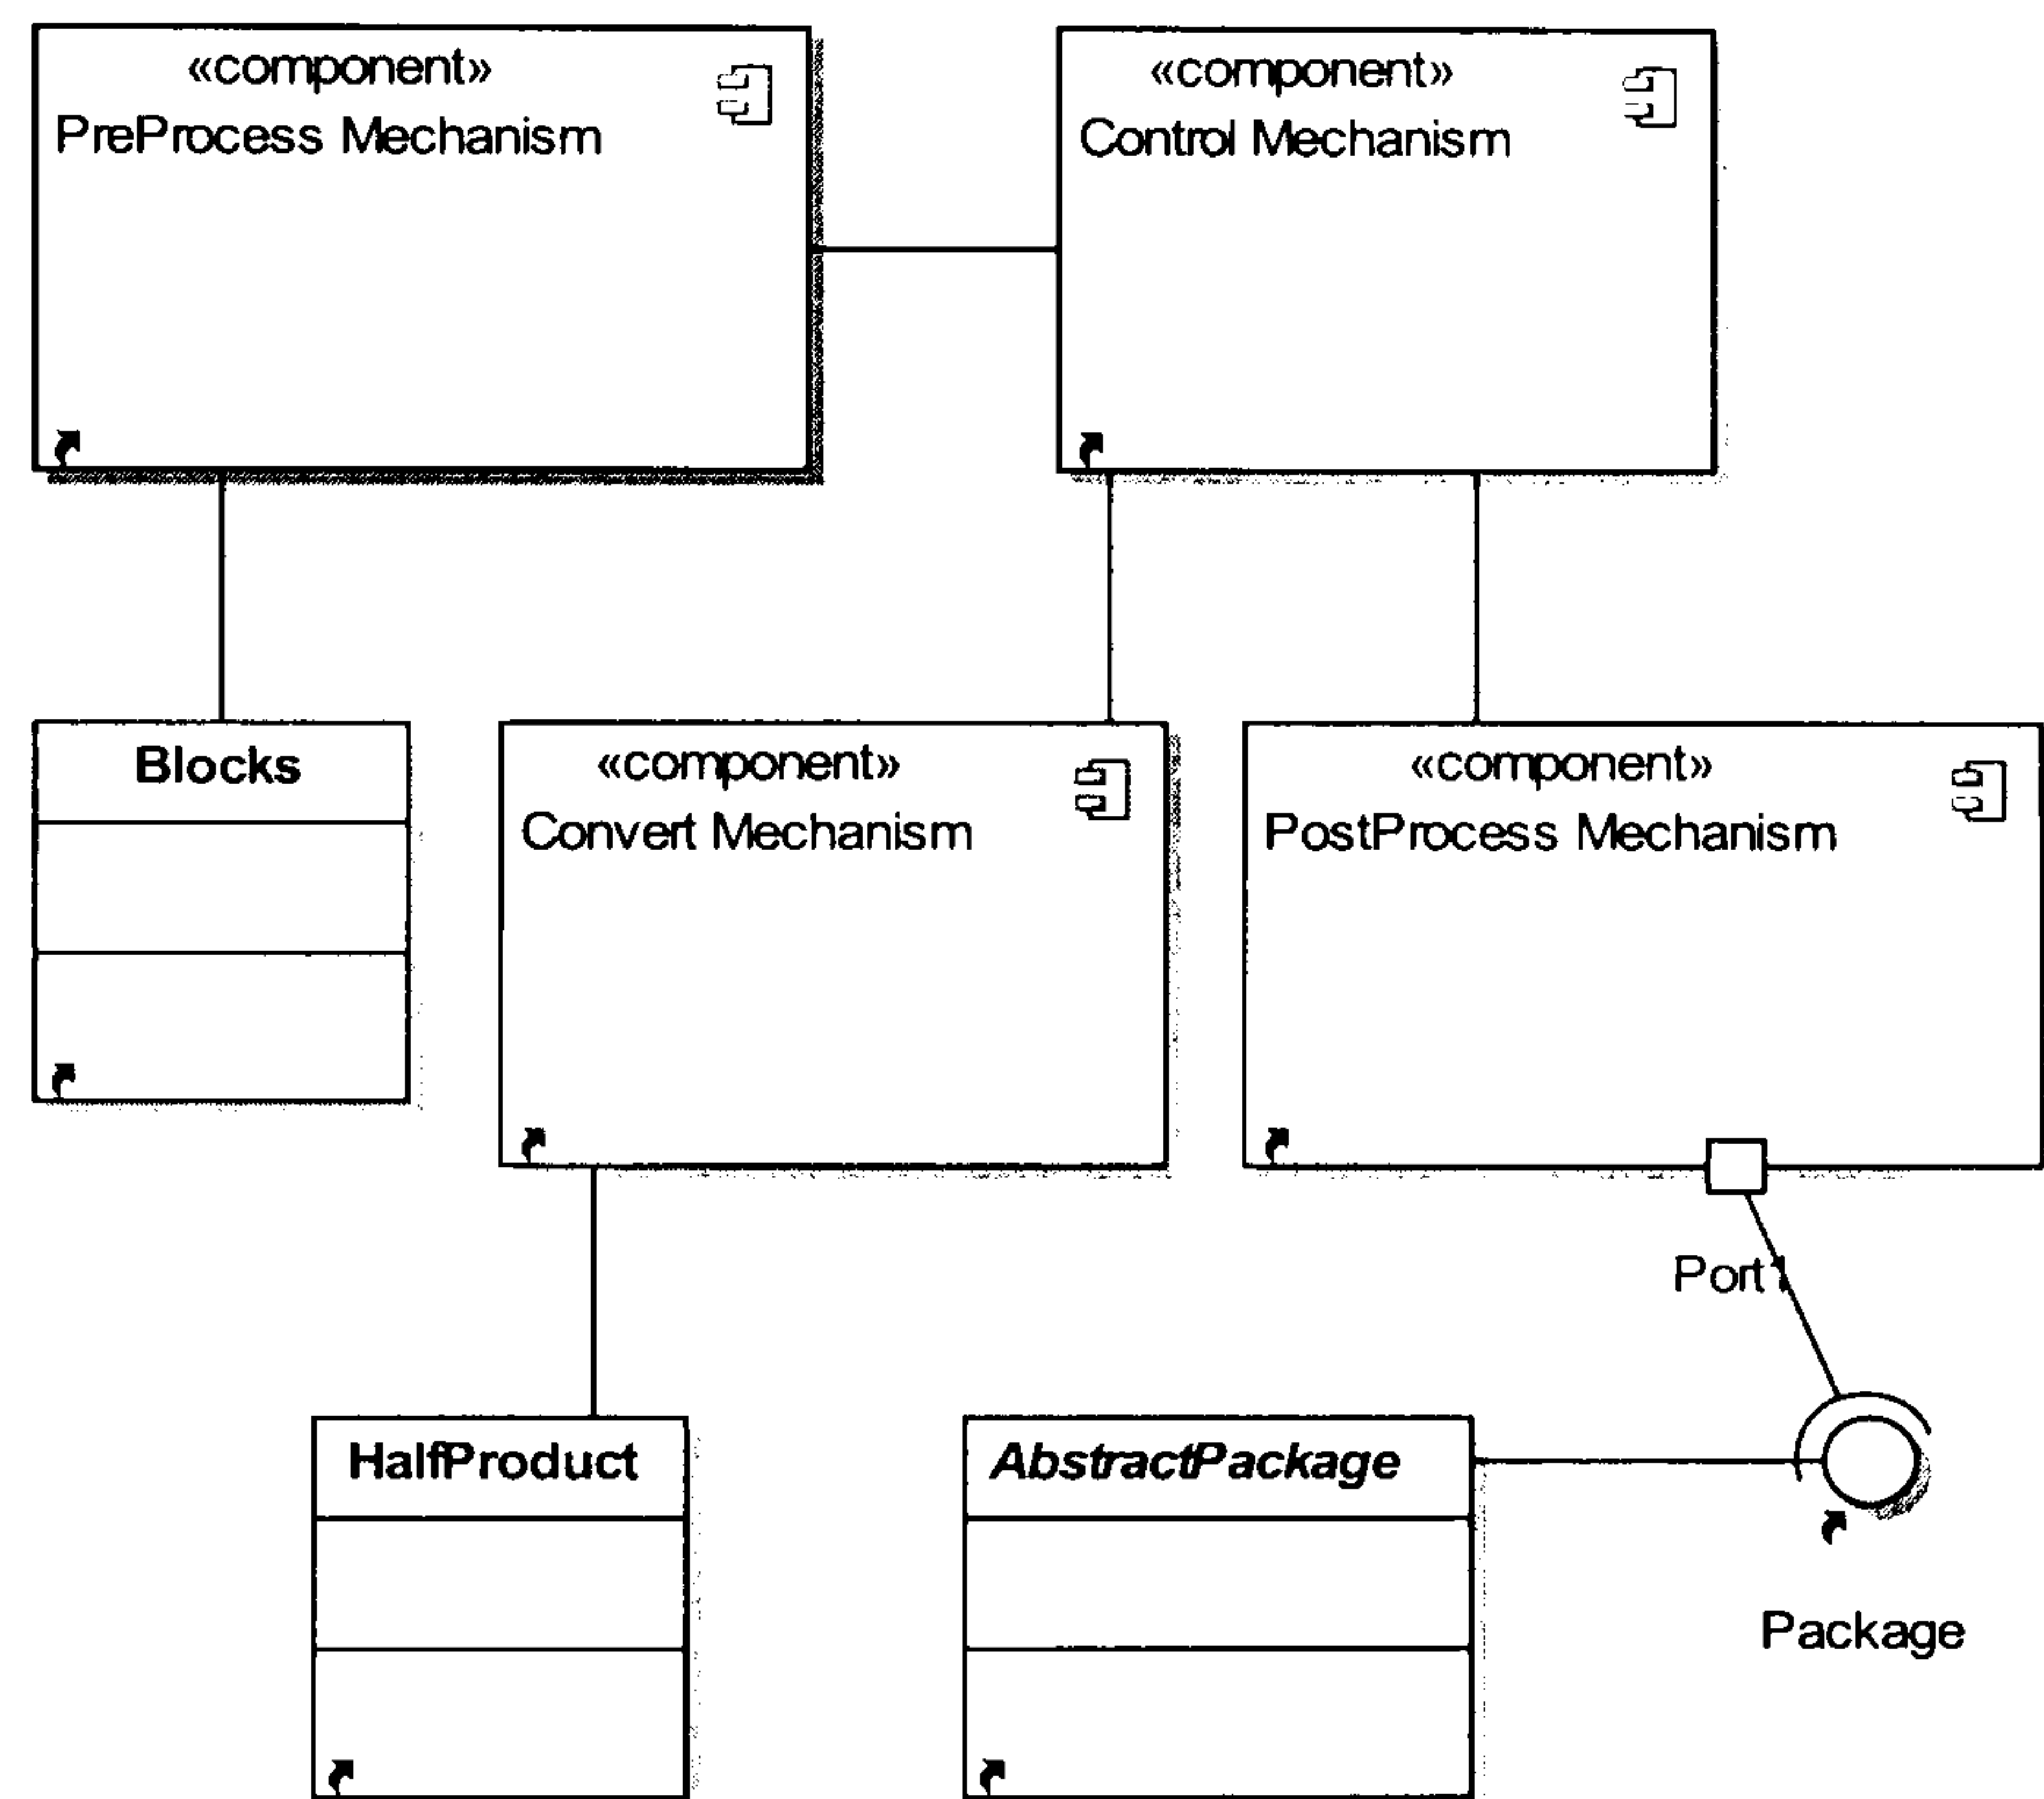 «component»
PreProcess Mechanism
«component»
Control Mechanism
Blocks
«component»
Convert Mechanism
«component»
PostProcess Mechanism
Port1
HalfProduct
AbstractPackage
Package